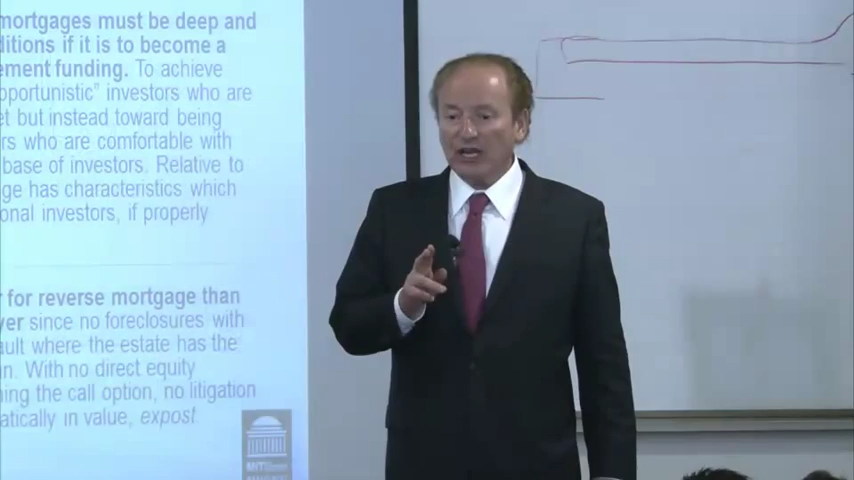 mortgages must be deep and
ditions if it is to become a
ement funding. To achieve
opportunistic” investors who are
et but instead toward being
rs who are comfortable with
base of investors. Relative to
ge has characteristics which
onal investors, if properly
r for reverse mortgage than
yer since no foreclosures with
ault where the estate has the
n. With no direct equity
ning the call option, no litigation
atically in value, expost.